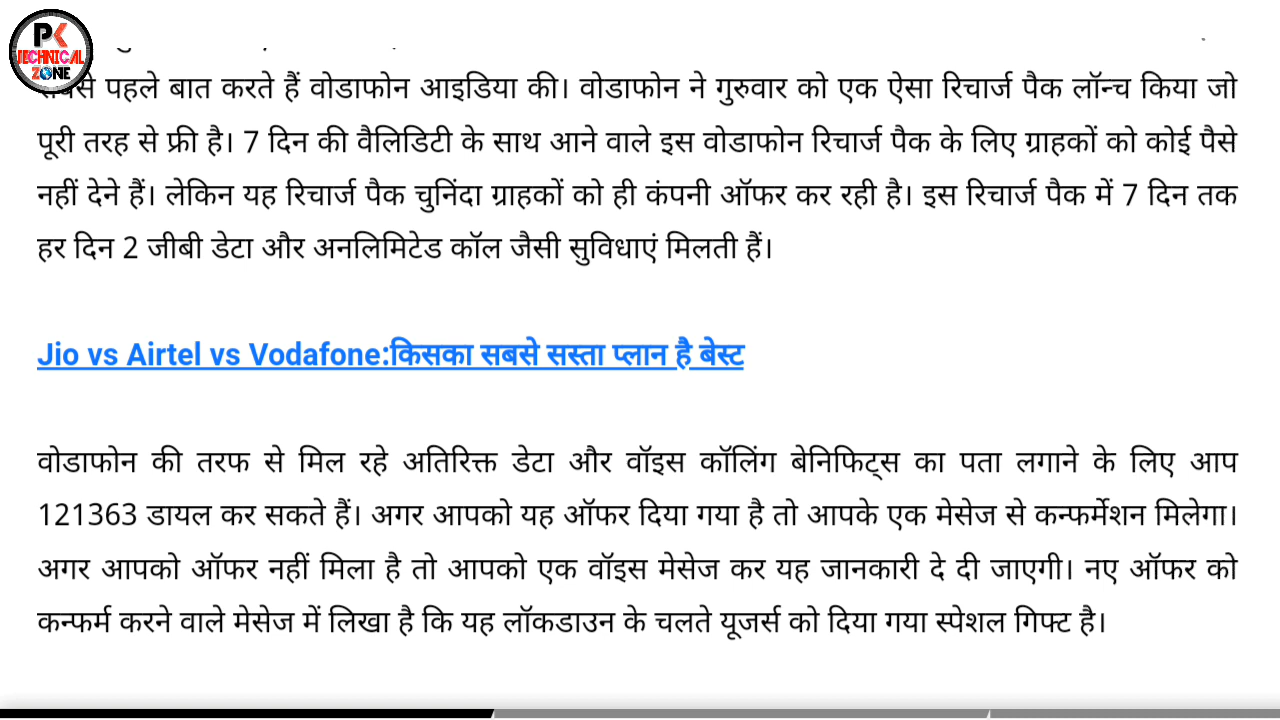 PK
TECHNICAL
ZONE
पहले बात करते हैं वोडाफोन आइडिया की। वोडाफोन ने गुरुवार को एक ऐसा रिचार्ज पैक लॉन्च किया जो
पूरी तरह से फ्री है। 7 दिन की वैलिडिटी के साथ आने वाले इस वोडाफोन रिचार्ज पैक के लिए ग्राहकों को कोई पैसे
नहीं देने हैं। लेकिन यह रिचार्ज पैक चुनिंदा ग्राहकों को ही कंपनी ऑफर कर रही है। इस रिचार्ज पैक में 7 दिन तक
हर दिन 2 जीबी डेटा और अनलिमिटेड कॉल जैसी सुविधाएं मिलती हैं।
Jio vs Airtel vs Vodafone:किसका सबसे सस्ता प्लान है बेस्ट
वोडाफोन की तरफ से मिल रहे अतिरिक्त डेटा और वॉइस कॉलिंग बेनिफिट्स का पता लगाने के लिए आप
121363 डायल कर सकते हैं। अगर आपको यह ऑफर दिया गया है तो आपके एक मेसेज से कन्फर्मेशन मिलेगा।
अगर आपको ऑफर नहीं मिला है तो आपको एक वॉइस मेसेज कर यह जानकारी दे दी जाएगी। नए ऑफर को
कन्फर्म करने वाले मेसेज में लिखा है कि यह लॉकडाउन के चलते यूजर्स को दिया गया स्पेशल गिफ्ट है।